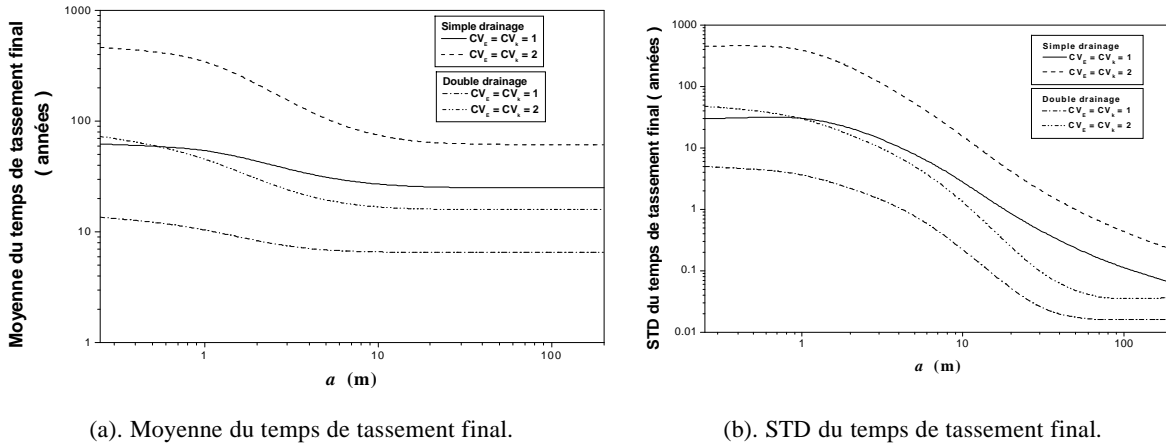 Moyenne du temps de tassement final
( années )
1000
100
10
1
1
10
100
a (m)
Simple drainage
CV_E = CV_k = 1
CV_E = CV_k = 2
Double drainage
CV_E = CV_k = 1
CV_E = CV_k = 2
(a). Moyenne du temps de tassement final.
STD du temps de tassement final ( années )
1000
100
10
1
0.1
0.01
1
10
100
a (m)
Simple drainage
CV_E = CV_k = 1
CV_E = CV_k = 2
Double drainage
CV_E = CV_k = 1
CV_E = CV_k = 2
(b). STD du temps de tassement final.